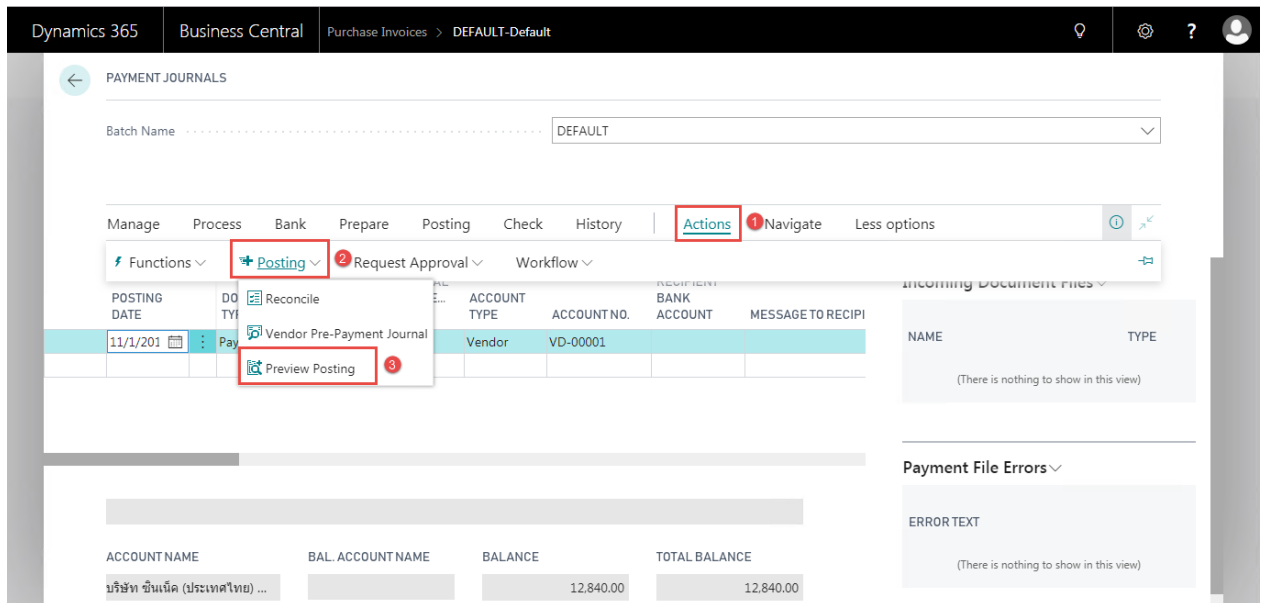 Dynamics 365 Business Central Purchase Invoices > DEFAULT-Default ?
PAYMENT JOURNALS
Batch Name DEFAULT
Manage Process Bank Prepare Posting Check History Actions 1 Navigate Less options
Functions Posting 2 Request Approval Workflow
Reconcile
Vendor Pre-Payment Journal
Preview Posting 3
POSTING DATE
ACCOUNT TYPE
ACCOUNT NO.
RECIPIENT BANK ACCOUNT
MESSAGE TO RECIPI
11/1/201 Pay Vendor VD-00001
Incoming Document Files
NAME TYPE
(There is nothing to show in this view)
Payment File Errors
ERROR TEXT
(There is nothing to show in this view)
ACCOUNT NAME BAL. ACCOUNT NAME BALANCE TOTAL BALANCE
บริษัท ซินเน็ค (ประเทศไทย) ... 12,840.00 12,840.00